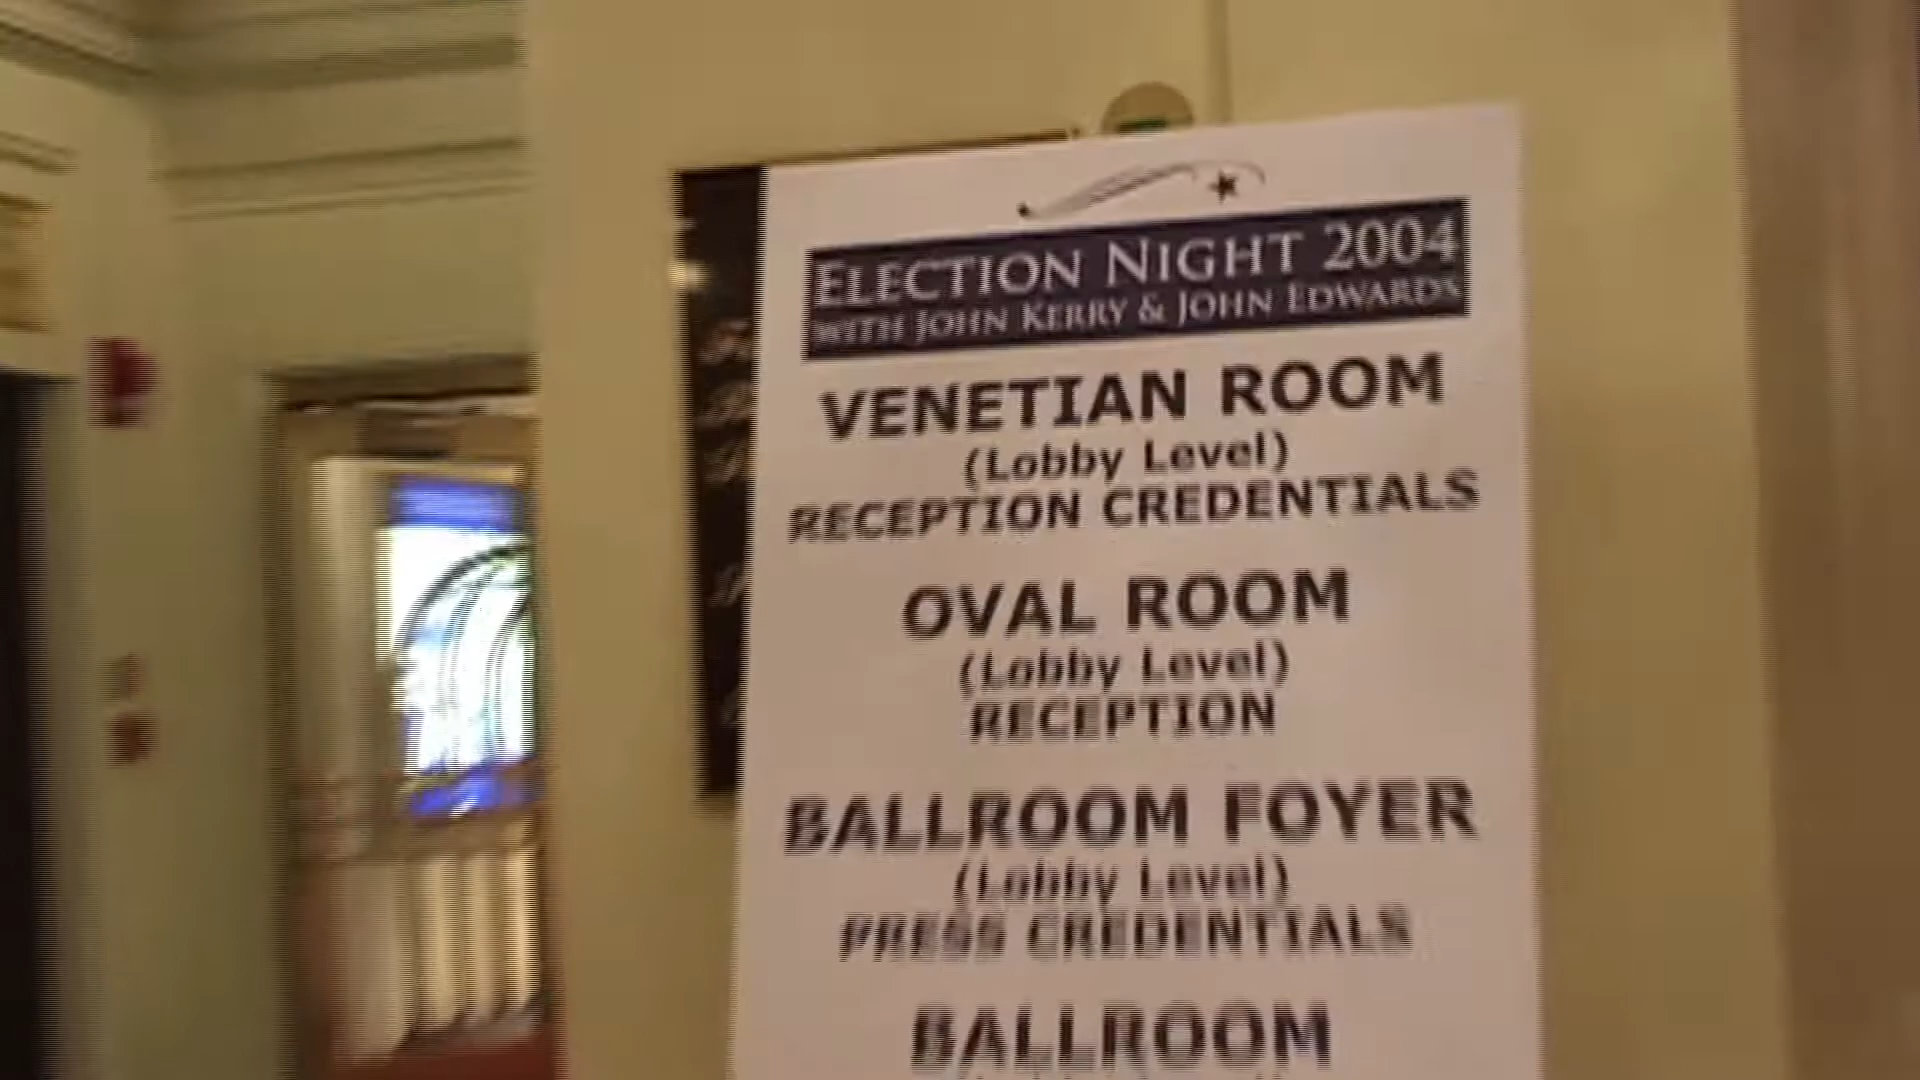 ELECTION NIGHT 2004
WITH JOHN KERRY & JOHN EDWARDS
VENETIAN ROOM
(Lobby Level)
RECEPTION CREDENTIALS
OVAL ROOM
(Lobby Level)
RECEPTION
BALLROOM FOYER
(Lobby Level)
PRESS CREDENTIALS
BALLROOM